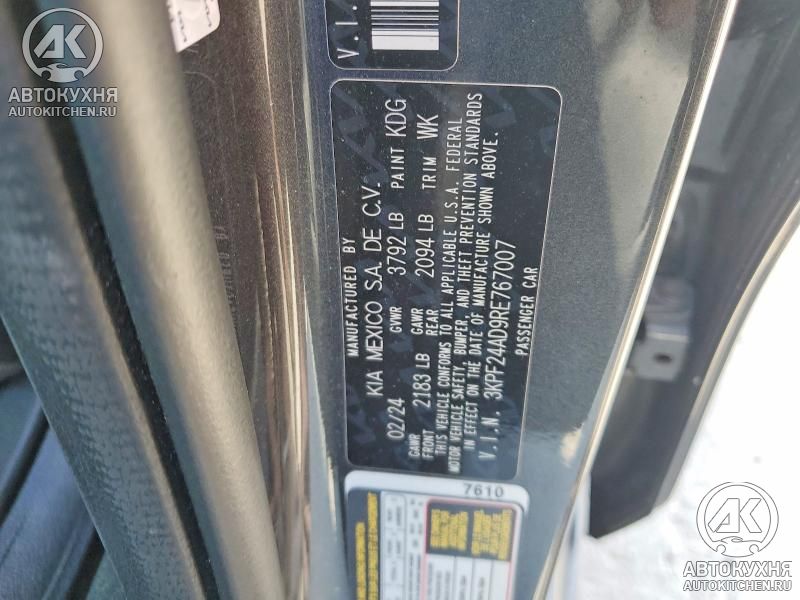 AK
АВТОКУХНЯ
AUTOKITCHEN.RU
V.I.
MANUFACTURED BY
KIA MEXICO S.A. DE C.V.
02/24 GVWR 3792 LB PAINT KDG
GAWR FRONT 2183 LB GAWR REAR 2094 LB TRIM WK
THIS VEHICLE CONFORMS TO ALL APPLICABLE U.S.A. FEDERAL
MOTOR VEHICLE SAFETY, BUMPER, AND THEFT PREVENTION STANDARDS
IN EFFECT ON THE DATE OF MANUFACTURE SHOWN ABOVE.
V.I.N. 3KPF24AD9RE767007
PASSENGER CAR
7610
AK
АВТОКУХНЯ
AUTOKITCHEN.RU